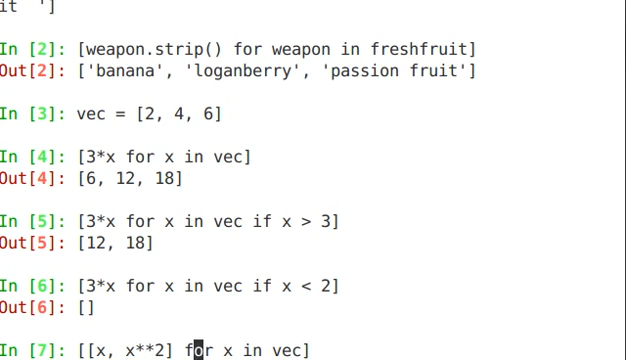 it  ']
In [2]: [weapon.strip() for weapon in freshfruit]
Out[2]: ['banana', 'loganberry', 'passion fruit']
In [3]: vec = [2, 4, 6]
In [4]: [3*x for x in vec]
Out[4]: [6, 12, 18]
In [5]: [3*x for x in vec if x > 3]
Out[5]: [12, 18]
In [6]: [3*x for x in vec if x < 2]
Out[6]: []
In [7]: [[x, x**2] for x in vec]